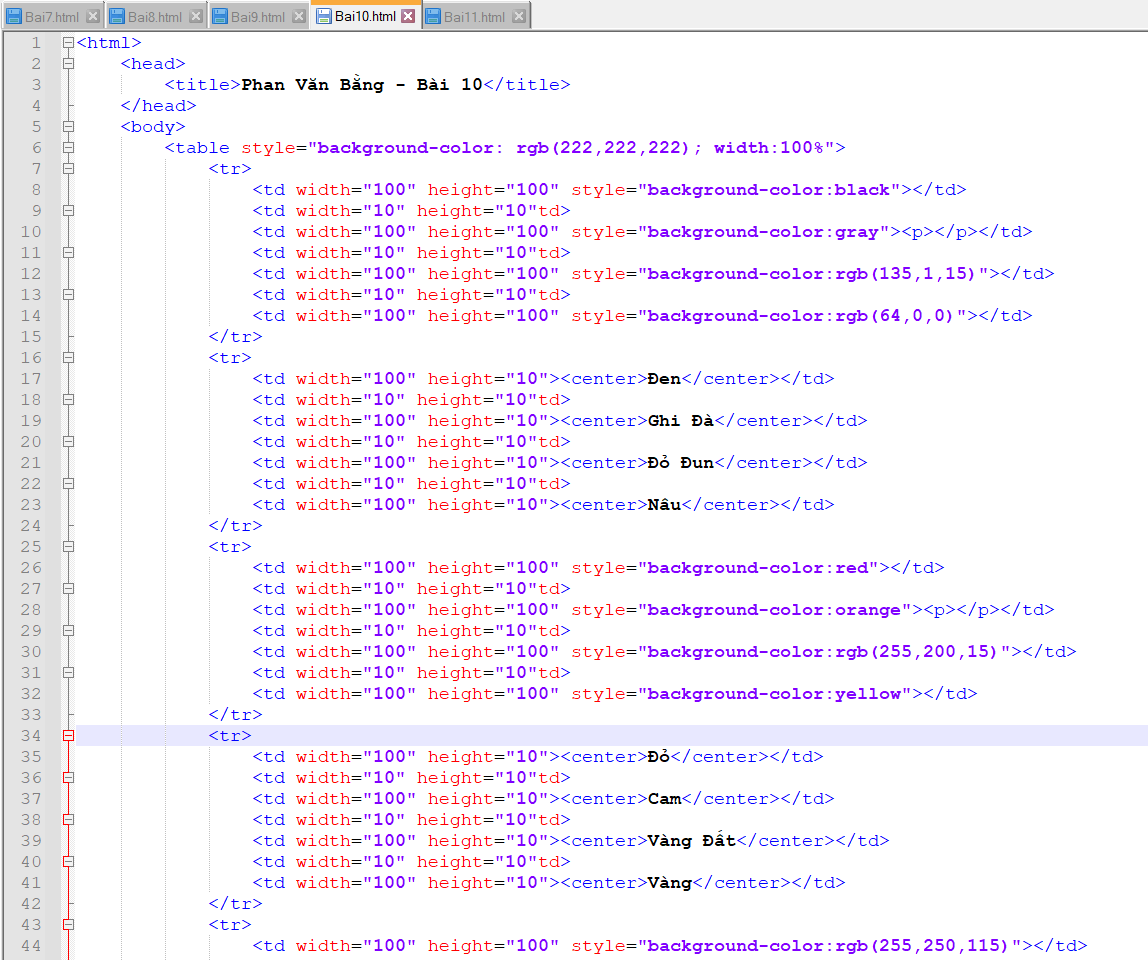 Bai7.html Bai8.html Bai9.html Bai10.html Bai11.html
1 <html>
2 <head>
3 <title>Phan Văn Bằng - Bài 10</title>
4 </head>
5 <body>
6 <table style="background-color: rgb(222,222,222); width:100%">
7 <tr>
8 <td width="100" height="100" style="background-color:black"></td>
9 <td width="10" height="10"td>
10 <td width="100" height="100" style="background-color:gray"><p></p></td>
11 <td width="10" height="10"td>
12 <td width="100" height="100" style="background-color:rgb(135,1,15)"></td>
13 <td width="10" height="10"td>
14 <td width="100" height="100" style="background-color:rgb(64,0,0)"></td>
15 </tr>
16 <tr>
17 <td width="100" height="10"><center>Đen</center></td>
18 <td width="10" height="10"td>
19 <td width="100" height="10"><center>Ghi Đà</center></td>
20 <td width="10" height="10"td>
21 <td width="100" height="10"><center>Đỏ Đun</center></td>
22 <td width="10" height="10"td>
23 <td width="100" height="10"><center>Nâu</center></td>
24 </tr>
25 <tr>
26 <td width="100" height="100" style="background-color:red"></td>
27 <td width="10" height="10"td>
28 <td width="100" height="100" style="background-color:orange"><p></p></td>
29 <td width="10" height="10"td>
30 <td width="100" height="100" style="background-color:rgb(255,200,15)"></td>
31 <td width="10" height="10"td>
32 <td width="100" height="100" style="background-color:yellow"></td>
33 </tr>
34 <tr>
35 <td width="100" height="10"><center>Đỏ</center></td>
36 <td width="10" height="10"td>
37 <td width="100" height="10"><center>Cam</center></td>
38 <td width="10" height="10"td>
39 <td width="100" height="10"><center>Vàng Đất</center></td>
40 <td width="10" height="10"td>
41 <td width="100" height="10"><center>Vàng</center></td>
42 </tr>
43 <tr>
44 <td width="100" height="100" style="background-color:rgb(255,250,115)"></td>